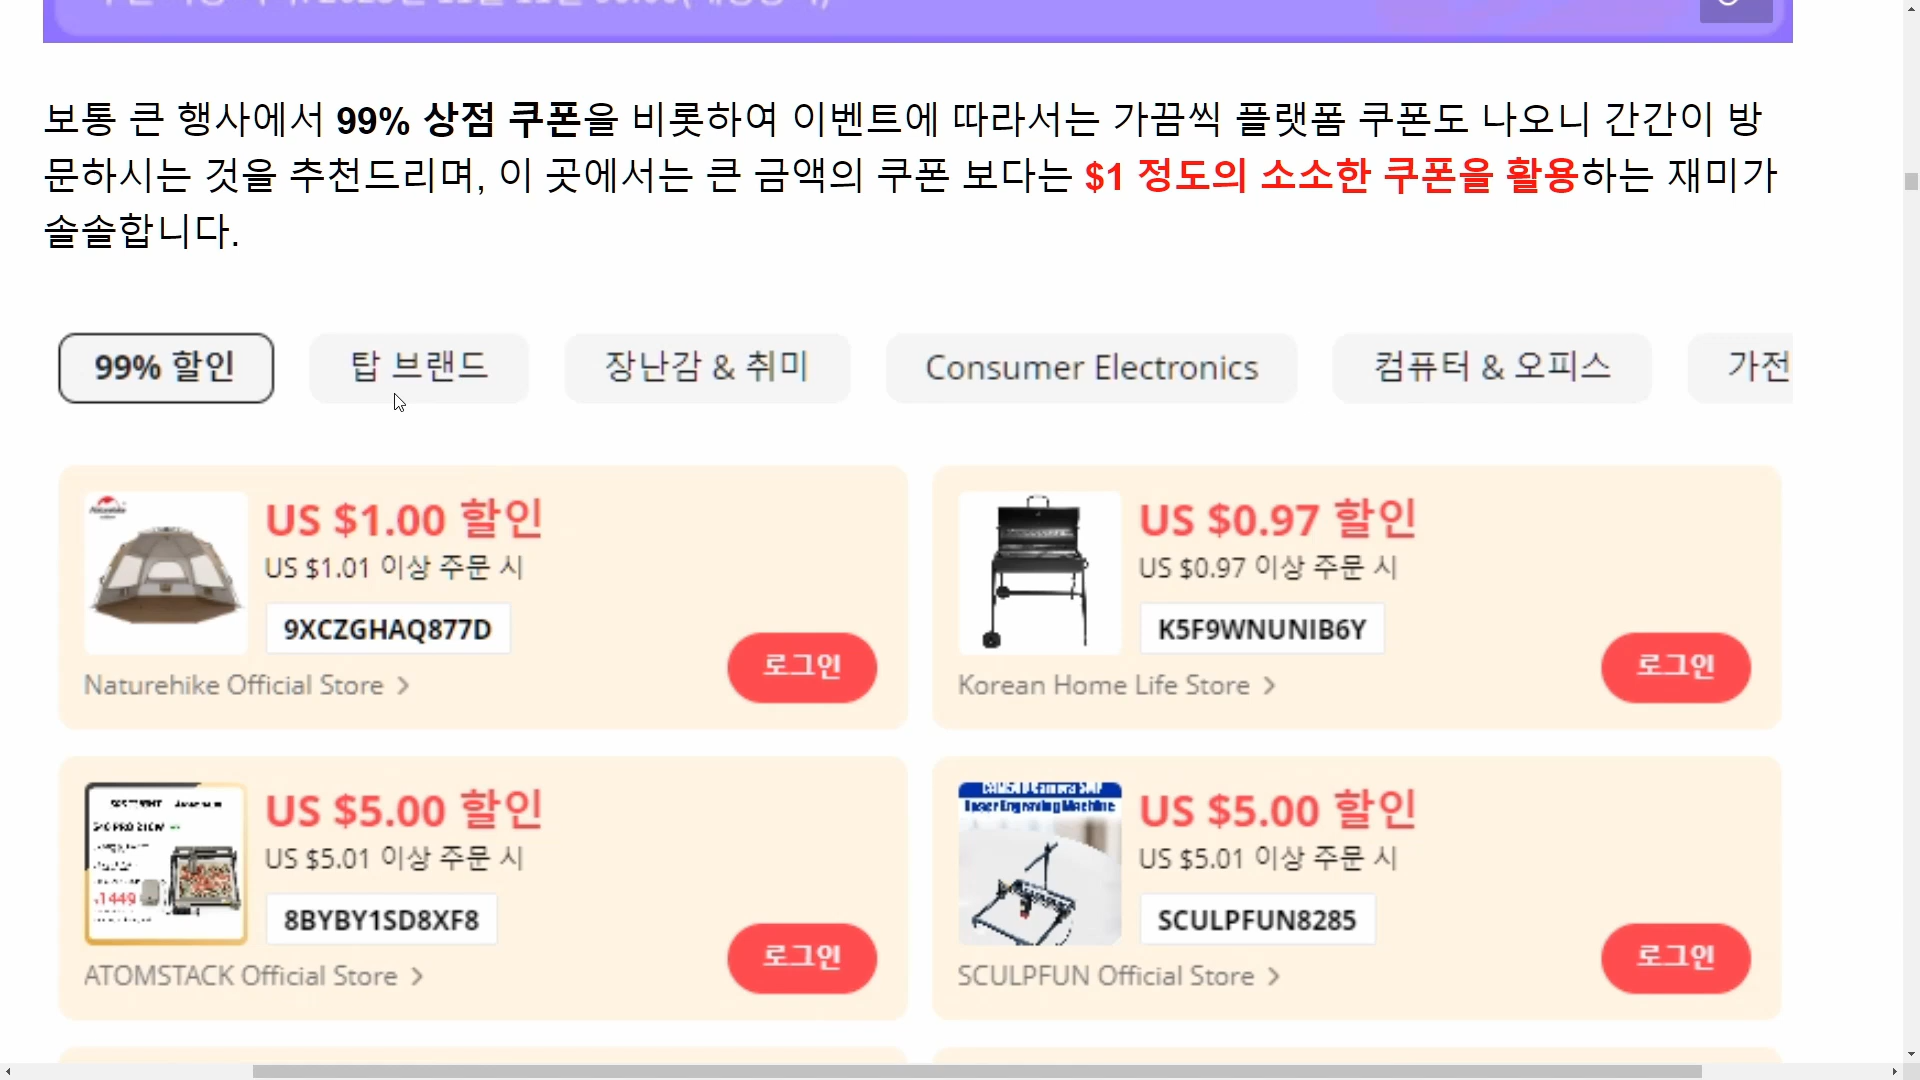 보통 큰 행사에서 99% 상점 쿠폰을 비롯하여 이벤트에 따라서는 가끔씩 플랫폼 쿠폰도 나오니 간간이 방
문하시는 것을 추천드리며, 이 곳에서는 큰 금액의 쿠폰 보다는 $1 정도의 소소한 쿠폰을 활용하는 재미가
솔솔합니다.
99% 할인 탑 브랜드 장난감 & 취미 Consumer Electronics 컴퓨터 & 오피스 가전
US $1.00 할인
US $1.01 이상 주문 시
9XCZGHAQ877D
로그인
Naturehike Official Store >
US $0.97 할인
US $0.97 이상 주문 시
K5F9WNUNIB6Y
로그인
Korean Home Life Store >
US $5.00 할인
US $5.01 이상 주문 시
8BYBY1SD8XF8
로그인
1449
ATOMSTACK Official Store >
Laser Engraving Machine
US $5.00 할인
US $5.01 이상 주문 시
SCULPFUN8285
로그인
SCULPFUN Official Store >